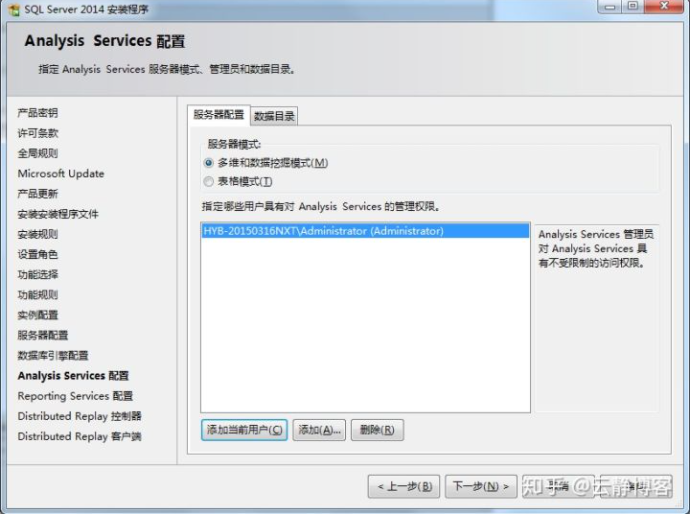 SQL Server 2014 安装程序
Analysis Services 配置
指定 Analysis Services 服务器模式、管理员和数据目录。
产品密钥
许可条款
全局规则
Microsoft Update
产品更新
安装安装程序文件
安装规则
设置角色
功能选择
功能规则
实例配置
服务器配置
数据库引擎配置
Analysis Services 配置
Reporting Services 配置
Distributed Replay 控制器
Distributed Replay 客户端
服务器配置 数据目录
服务器模式:
多维和数据挖掘模式(M)
表格模式(T)
指定哪些用户具有对 Analysis Services 的管理权限。
HYB-20150316NXT\Administrator (Administrator)
Analysis Services 管理员
对 Analysis Services 具
有不受限制的访问权限。
添加当前用户(C) 添加(A)... 删除(R)
< 上一步(B) 下一步(N) > 取消
知乎 @云静博客